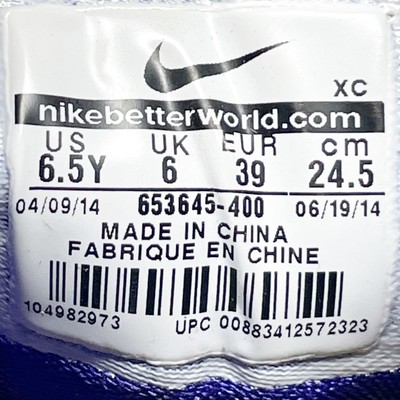 XC
nikebetterworld.com
US UK EUR cm
6.5Y 6 39 24.5
04/09/14 653645-400 06/19/14
MADE IN CHINA
FABRIQUE EN CHINE
104982973 UPC 00883412572323